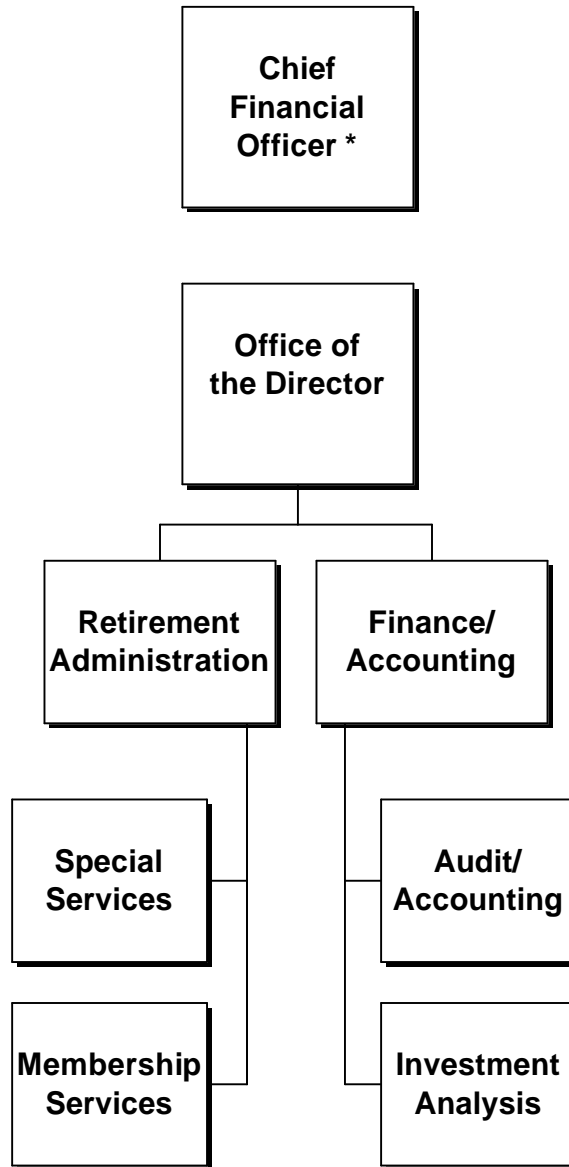 Chief
Financial
Officer *
Office of
the Director
Retirement
Administration
Finance/
Accounting
Special
Services
Audit/
Accounting
Membership
Services
Investment
Analysis